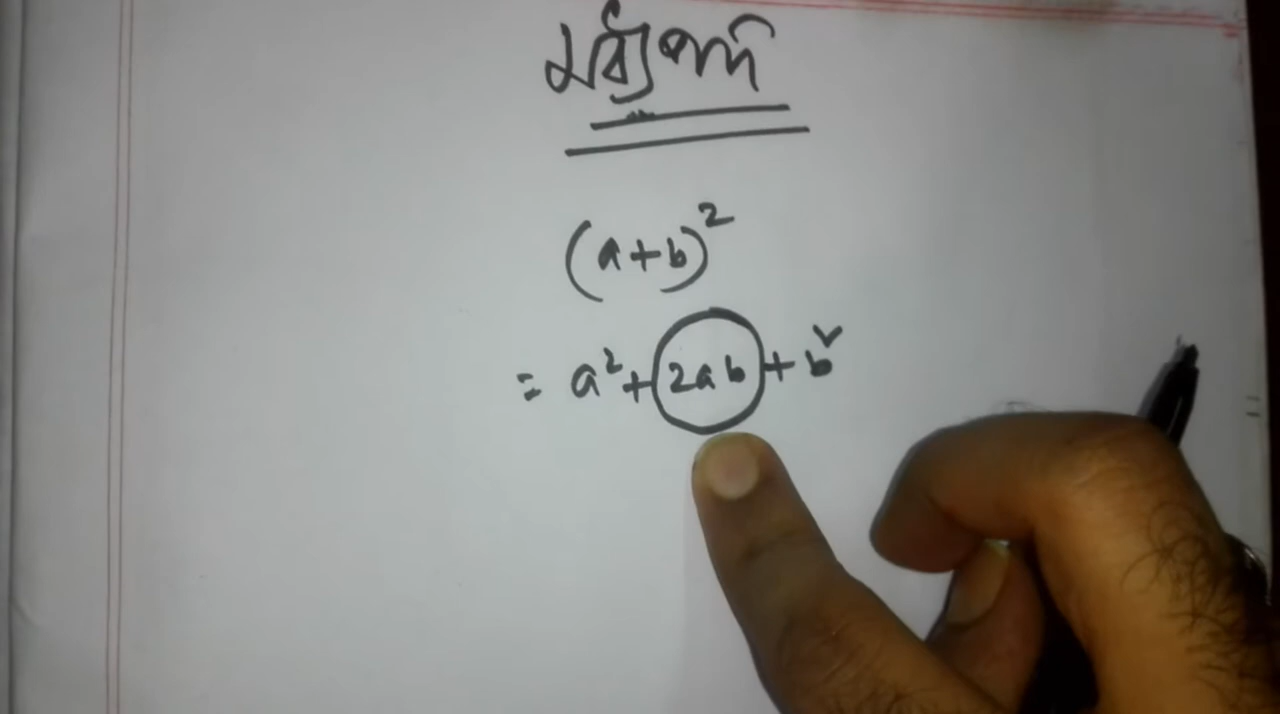 মধ্যপদ
(a+b)²
= a²+2ab+b²